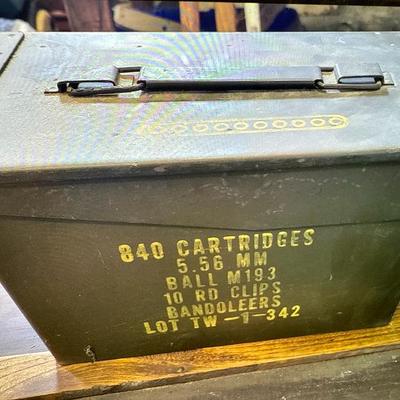 840 CARTRIDGES
5.56 MM
BALL M193
10 RD CLIPS
BANDOLEERS
LOT TW-1-342